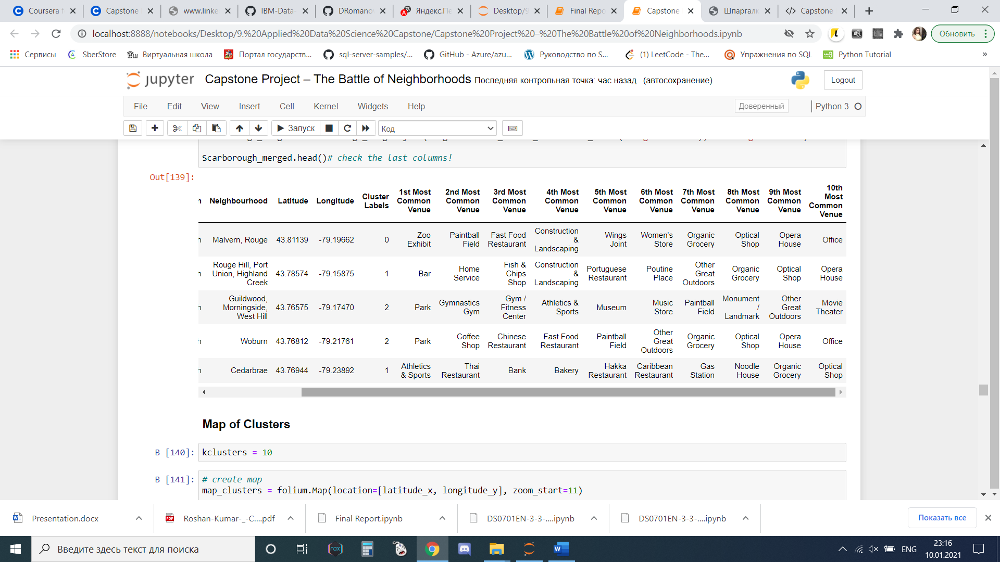 Coursera f
Capstone
www.linke
IBM-Data-
DRomano
Яндекс.Пе
Desktop/9
Final Repo
Capstone
Шпаргалк
Capstone
localhost:8888/notebooks/Desktop/9.%20Applied%20Data%20Science%20Capstone/Capstone%20Project%20–%20The%20Battle%20of%20Neighborhoods.ipynb
Обновить
Сервисы
SberStore
Виртуальная школа
Портал государств...
sql-server-samples/...
GitHub - Azure/azu...
Руководство по S...
(1) LeetCode - The...
Упражнения по SQL
Python Tutorial
»
jupyter Capstone Project – The Battle of Neighborhoods Последняя контрольная точка: час назад (автосохранение)
Logout
File Edit View Insert Cell Kernel Widgets Help
Доверенный
Python 3
Запуск
Код
Scarborough_merged.head()# check the last columns!
Out[139]:
n Neighbourhood Latitude Longitude Cluster Labels 1st Most Common Venue 2nd Most Common Venue 3rd Most Common Venue 4th Most Common Venue 5th Most Common Venue 6th Most Common Venue 7th Most Common Venue 8th Most Common Venue 9th Most Common Venue 10th Most Common Venue
n Malvern, Rouge 43.81139 -79.19662 0 Zoo Exhibit Paintball Field Fast Food Restaurant Construction & Landscaping Wings Joint Women's Store Organic Grocery Optical Shop Opera House Office
n Rouge Hill, Port Union, Highland Creek 43.78574 -79.15875 1 Bar Home Service Fish & Chips Shop Construction & Landscaping Portuguese Restaurant Poutine Place Other Great Outdoors Organic Grocery Optical Shop Opera House
n Guildwood, Morningside, West Hill 43.76575 -79.17470 2 Park Gymnastics Gym Gym / Fitness Center Athletics & Sports Museum Music Store Paintball Field Monument / Landmark Other Great Outdoors Movie Theater
n Woburn 43.76812 -79.21761 2 Park Coffee Shop Chinese Restaurant Fast Food Restaurant Paintball Field Other Great Outdoors Organic Grocery Optical Shop Opera House Office
n Cedarbrae 43.76944 -79.23892 1 Athletics & Sports Thai Restaurant Bank Bakery Hakka Restaurant Caribbean Restaurant Gas Station Noodle House Organic Grocery Optical Shop
Map of Clusters
В [140]: kclusters = 10
В [141]: # create map
map_clusters = folium.Map(location=[latitude_x, longitude_y], zoom_start=11)
Presentation.docx
Roshan-Kumar-_-C....pdf
Final Report.ipynb
DS0701EN-3-3-....ipynb
DS0701EN-3-3-....ipynb
Показать все
Введите здесь текст для поиска
ENG
23:16
10.01.2021